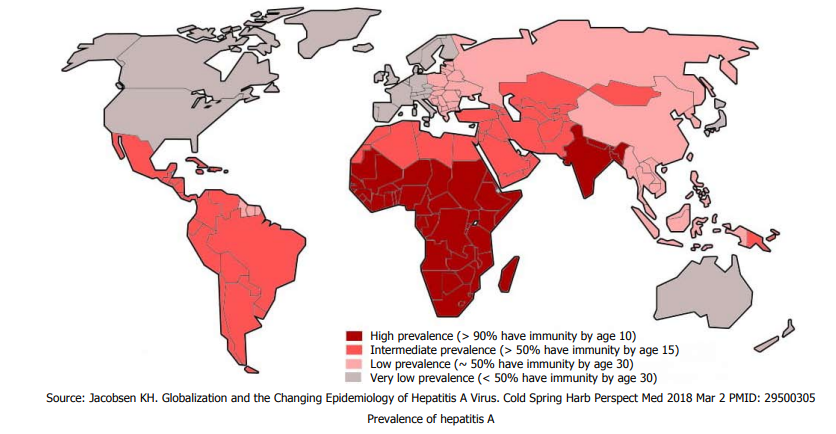 High prevalence (> 90% have immunity by age 10)
Intermediate prevalence (> 50% have immunity by age 15)
Low prevalence (~ 50% have immunity by age 30)
Very low prevalence (< 50% have immunity by age 30)
Source: Jacobsen KH. Globalization and the Changing Epidemiology of Hepatitis A Virus. Cold Spring Harb Perspect Med 2018 Mar 2 PMID: 29500305
Prevalence of hepatitis A